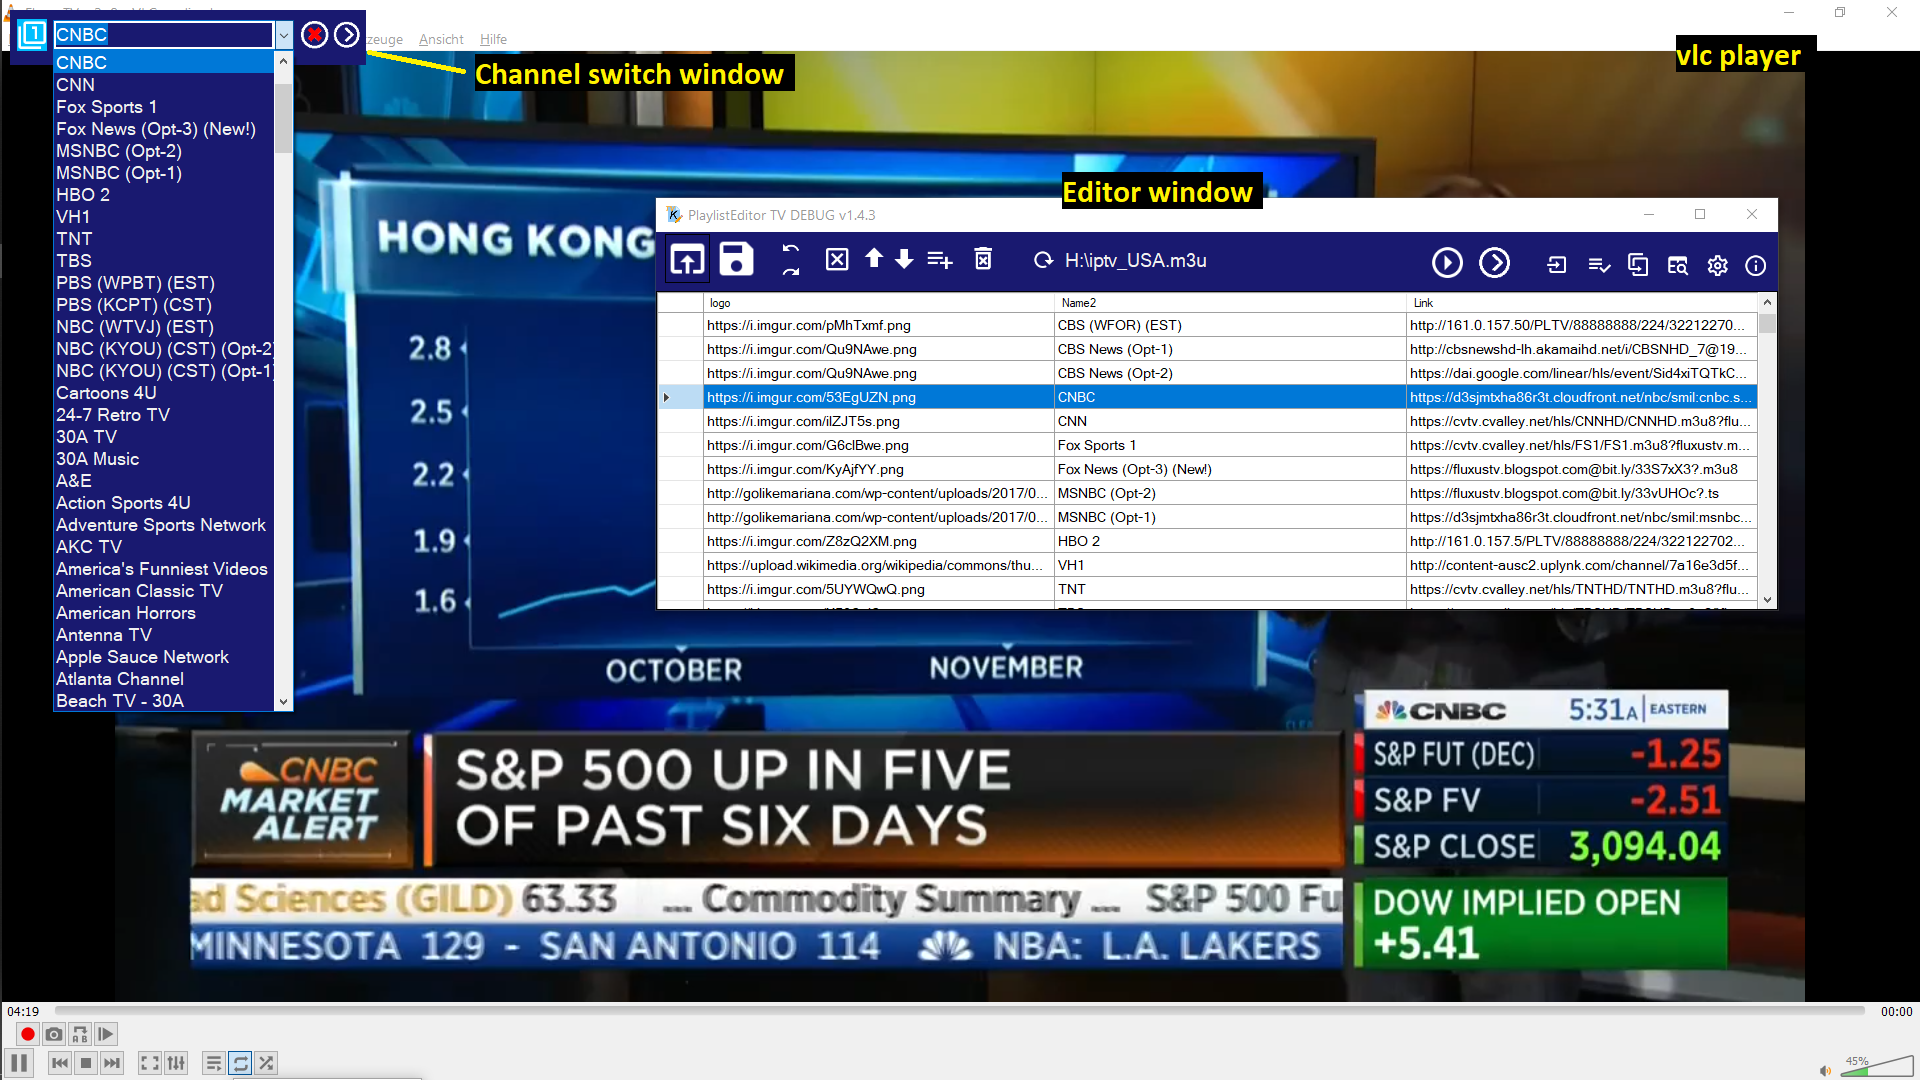 CNBC
zeuge Ansicht Hilfe
vlc player
Channel switch window
CNBC
CNN
Fox Sports 1
Fox News (Opt-3) (New!)
MSNBC (Opt-2)
MSNBC (Opt-1)
HBO 2
VH1
TNT
TBS
PBS (WPBT) (EST)
PBS (KCPT) (CST)
NBC (WTVJ) (EST)
NBC (KYOU) (CST) (Opt-2)
NBC (KYOU) (CST) (Opt-1)
Cartoons 4U
24-7 Retro TV
30A TV
30A Music
A&E
Action Sports 4U
Adventure Sports Network
AKC TV
America's Funniest Videos
American Classic TV
American Horrors
Antenna TV
Apple Sauce Network
Atlanta Channel
Beach TV - 30A
Editor window
PlaylistEditor TV DEBUG v1.4.3
H:\iptv_USA.m3u
logo Name2 Link
https://i.imgur.com/pMhTxmf.png CBS (WFOR) (EST) http://161.0.157.50/PLTV/88888888/224/32212270...
https://i.imgur.com/Qu9NAwe.png CBS News (Opt-1) http://cbsnewshd-lh.akamaihd.net/i/CBSNHD_7@19...
https://i.imgur.com/Qu9NAwe.png CBS News (Opt-2) https://dai.google.com/linear/hls/event/Sid4xiTQTkC...
https://i.imgur.com/53EgUZN.png CNBC https://d3sjmtxha86r3t.cloudfront.net/nbc/smil:cnbc.s...
https://i.imgur.com/ilZJT5s.png CNN https://cvtv.cvalley.net/hls/CNNHD/CNNHD.m3u8?flu...
https://i.imgur.com/G6clBwe.png Fox Sports 1 https://cvtv.cvalley.net/hls/FS1/FS1.m3u8?fluxustv.m...
https://i.imgur.com/KyAjfYY.png Fox News (Opt-3) (New!) https://fluxustv.blogspot.com@bit.ly/33S7xX3?.m3u8
http://golikemariana.com/wp-content/uploads/2017/0... MSNBC (Opt-2) https://fluxustv.blogspot.com@bit.ly/33vUHOc?.ts
http://golikemariana.com/wp-content/uploads/2017/0... MSNBC (Opt-1) https://d3sjmtxha86r3t.cloudfront.net/nbc/smil:msnbc...
https://i.imgur.com/Z8zQ2XM.png HBO 2 http://161.0.157.5/PLTV/88888888/224/322122702...
https://upload.wikimedia.org/wikipedia/commons/thu... VH1 http://content-ausc2.uplynk.com/channel/7a16e3d5f...
https://i.imgur.com/5UYWQwQ.png TNT https://cvtv.cvalley.net/hls/TNTHD/TNTHD.m3u8?flu...
HONG KONG
2.8
2.5
2.2
1.9
1.6
OCTOBER NOVEMBER
CNBC 5:31A EASTERN
S&P FUT (DEC) -1.25
S&P FV -2.51
S&P CLOSE 3,094.04
DOW IMPLIED OPEN
+5.41
CNBC
MARKET
ALERT
S&P 500 UP IN FIVE
OF PAST SIX DAYS
ad Sciences (GILD) 63.33 ... Commodity Summary ... S&P 500 Fu
MINNESOTA 129 - SAN ANTONIO 114 NBA: L.A. LAKERS
04:19 00:00
45%